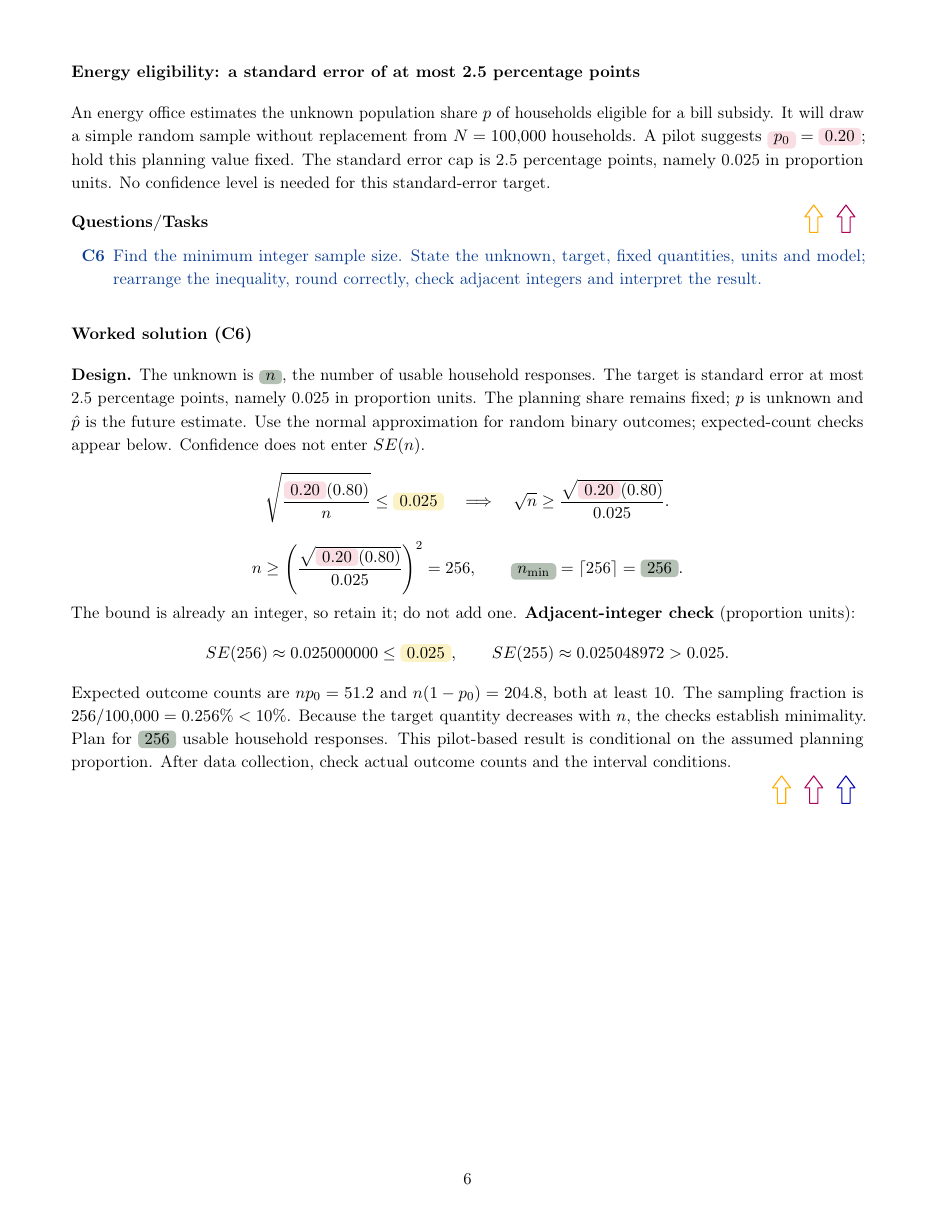 Energy eligibility: a standard error of at most 2.5 percentage points
An energy office estimates the unknown population share p of households eligible for a bill subsidy. It will draw
a simple random sample without replacement from N = 100,000 households. A pilot suggests p₀ = 0.20 ;
hold this planning value fixed. The standard error cap is 2.5 percentage points, namely 0.025 in proportion
units. No confidence level is needed for this standard-error target.
Questions/Tasks
C6 Find the minimum integer sample size. State the unknown, target, fixed quantities, units and model;
rearrange the inequality, round correctly, check adjacent integers and interpret the result.
Worked solution (C6)
Design. The unknown is n , the number of usable household responses. The target is standard error at most
2.5 percentage points, namely 0.025 in proportion units. The planning share remains fixed; p is unknown and
p̂ is the future estimate. Use the normal approximation for random binary outcomes; expected-count checks
appear below. Confidence does not enter SE(n).
√(0.20 (0.80) / n) ≤ 0.025 ⟹ √n ≥ √(0.20 (0.80)) / 0.025.
n ≥ (√(0.20 (0.80)) / 0.025)² = 256, n_min = ⌈256⌉ = 256 .
The bound is already an integer, so retain it; do not add one. Adjacent-integer check (proportion units):
SE(256) ≈ 0.025000000 ≤ 0.025 , SE(255) ≈ 0.025048972 > 0.025.
Expected outcome counts are np₀ = 51.2 and n(1 − p₀) = 204.8, both at least 10. The sampling fraction is
256/100,000 = 0.256% < 10%. Because the target quantity decreases with n, the checks establish minimality.
Plan for 256 usable household responses. This pilot-based result is conditional on the assumed planning
proportion. After data collection, check actual outcome counts and the interval conditions.
6